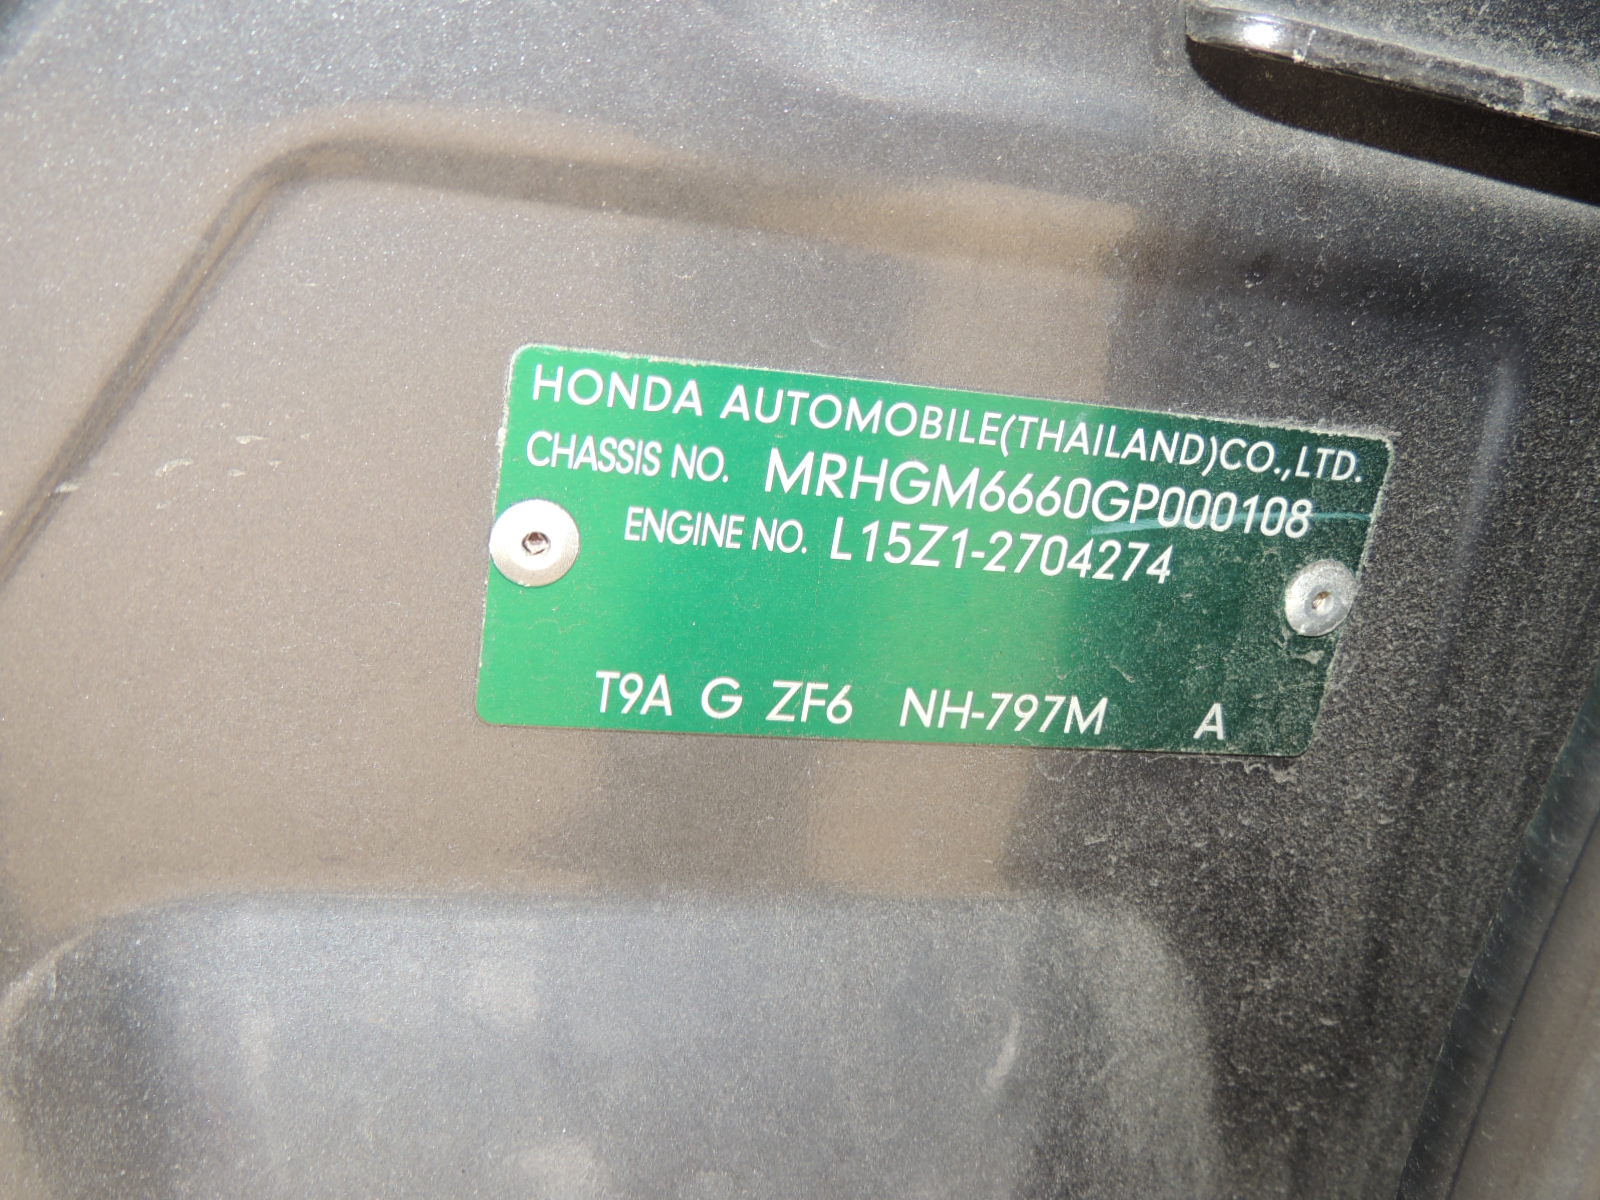 HONDA AUTOMOBILE(THAILAND)CO.,LTD.
CHASSIS NO. MRHGM6660GP000108
ENGINE NO. L15Z1-2704274
T9A G ZF6 NH-797M A